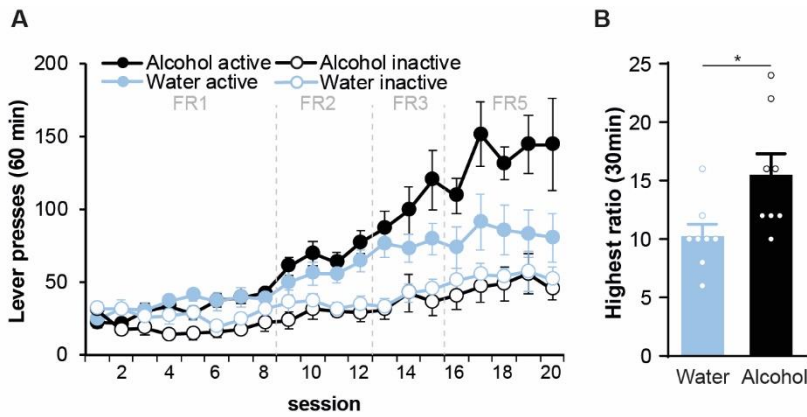 A
B
Alcohol active Alcohol inactive
Water active Water inactive
FR1 FR2 FR3 FR5
Lever presses (60 min)
200
150
100
50
0
2 4 6 8 10 12 14 16 18 20
session
*
Highest ratio (30min)
25
20
15
10
5
0
Water Alcohol